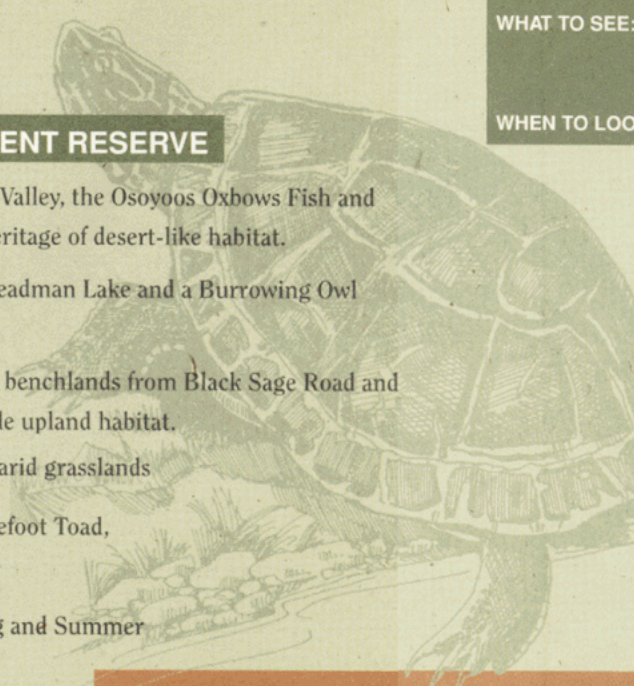 WHAT TO SEE:
WHEN TO LOO
ENT RESERVE
Valley, the Osoyoos Oxbows Fish and
eritage of desert-like habitat.
eadman Lake and a Burrowing Owl
benchlands from Black Sage Road and
le upland habitat.
arid grasslands
efoot Toad,
g and Summer